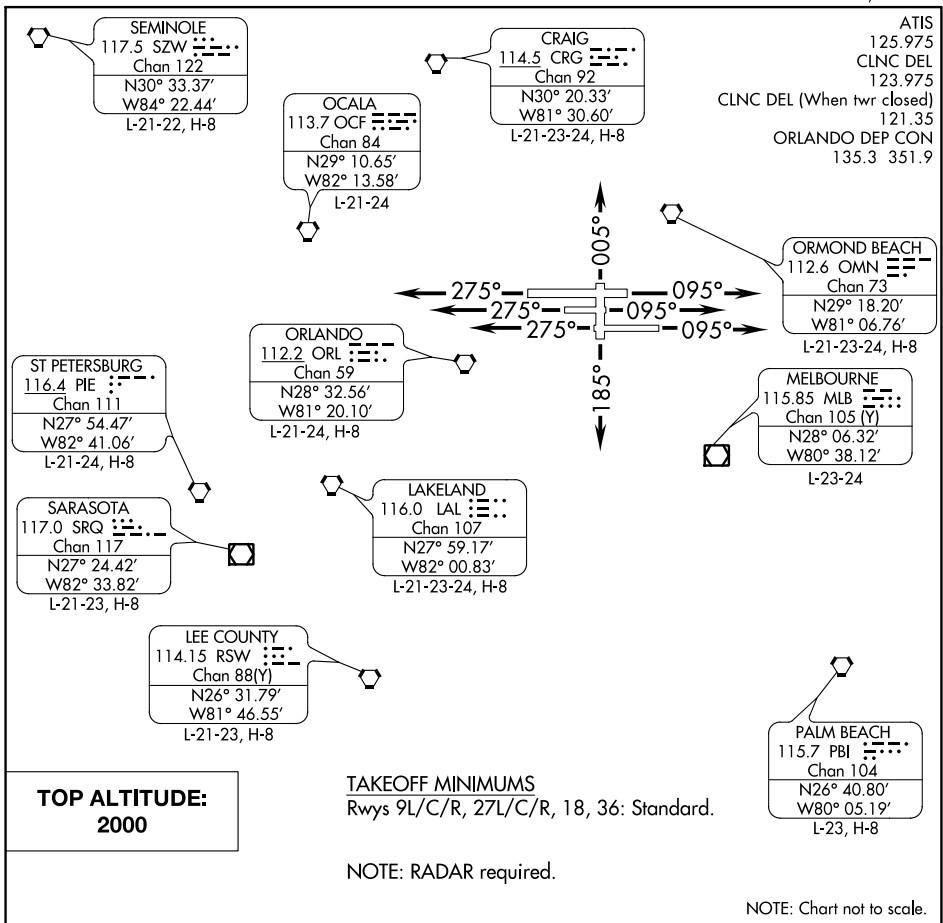 SEMINOLE
117.5 SZW
Chan 122
N30° 33.37′
W84° 22.44′
L-21-22, H-8
CRAIG
114.5 CRG
Chan 92
N30° 20.33′
W81° 30.60′
L-21-23-24, H-8
ATIS
125.975
CLNC DEL
123.975
CLNC DEL (When twr closed)
121.35
ORLANDO DEP CON
135.3 351.9
OCALA
113.7 OCF
Chan 84
N29° 10.65′
W82° 13.58′
L-21-24
005°
275° 095°
275° 095°
275° 095°
185°
ORMOND BEACH
112.6 OMN
Chan 73
N29° 18.20′
W81° 06.76′
L-21-23-24, H-8
ORLANDO
112.2 ORL
Chan 59
N28° 32.56′
W81° 20.10′
L-21-24, H-8
ST PETERSBURG
116.4 PIE
Chan 111
N27° 54.47′
W82° 41.06′
L-21-24, H-8
MELBOURNE
115.85 MLB
Chan 105 (Y)
N28° 06.32′
W80° 38.12′
L-23-24
SARASOTA
117.0 SRQ
Chan 117
N27° 24.42′
W82° 33.82′
L-21-23, H-8
LAKELAND
116.0 LAL
Chan 107
N27° 59.17′
W82° 00.83′
L-21-23-24, H-8
LEE COUNTY
114.15 RSW
Chan 88(Y)
N26° 31.79′
W81° 46.55′
L-21-23, H-8
PALM BEACH
115.7 PBI
Chan 104
N26° 40.80′
W80° 05.19′
L-23, H-8
TOP ALTITUDE:
2000
TAKEOFF MINIMUMS
Rwys 9L/C/R, 27L/C/R, 18, 36: Standard.
NOTE: RADAR required.
NOTE: Chart not to scale.